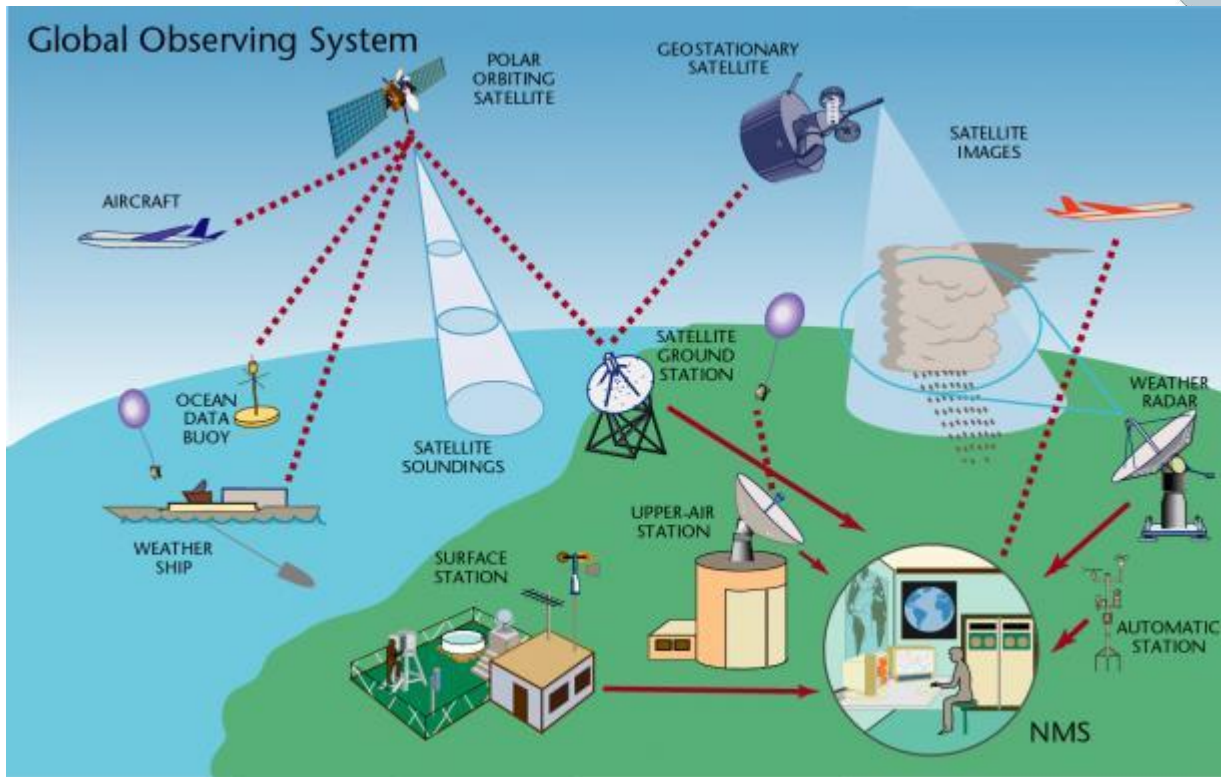 Global Observing System
POLAR
ORBITING
SATELLITE
GEOSTATIONARY
SATELLITE
SATELLITE
IMAGES
AIRCRAFT
SATELLITE
GROUND
STATION
WEATHER
RADAR
OCEAN
DATA
BUOY
SATELLITE
SOUNDINGS
UPPER-AIR
STATION
WEATHER
SHIP
SURFACE
STATION
AUTOMATIC
STATION
NMS